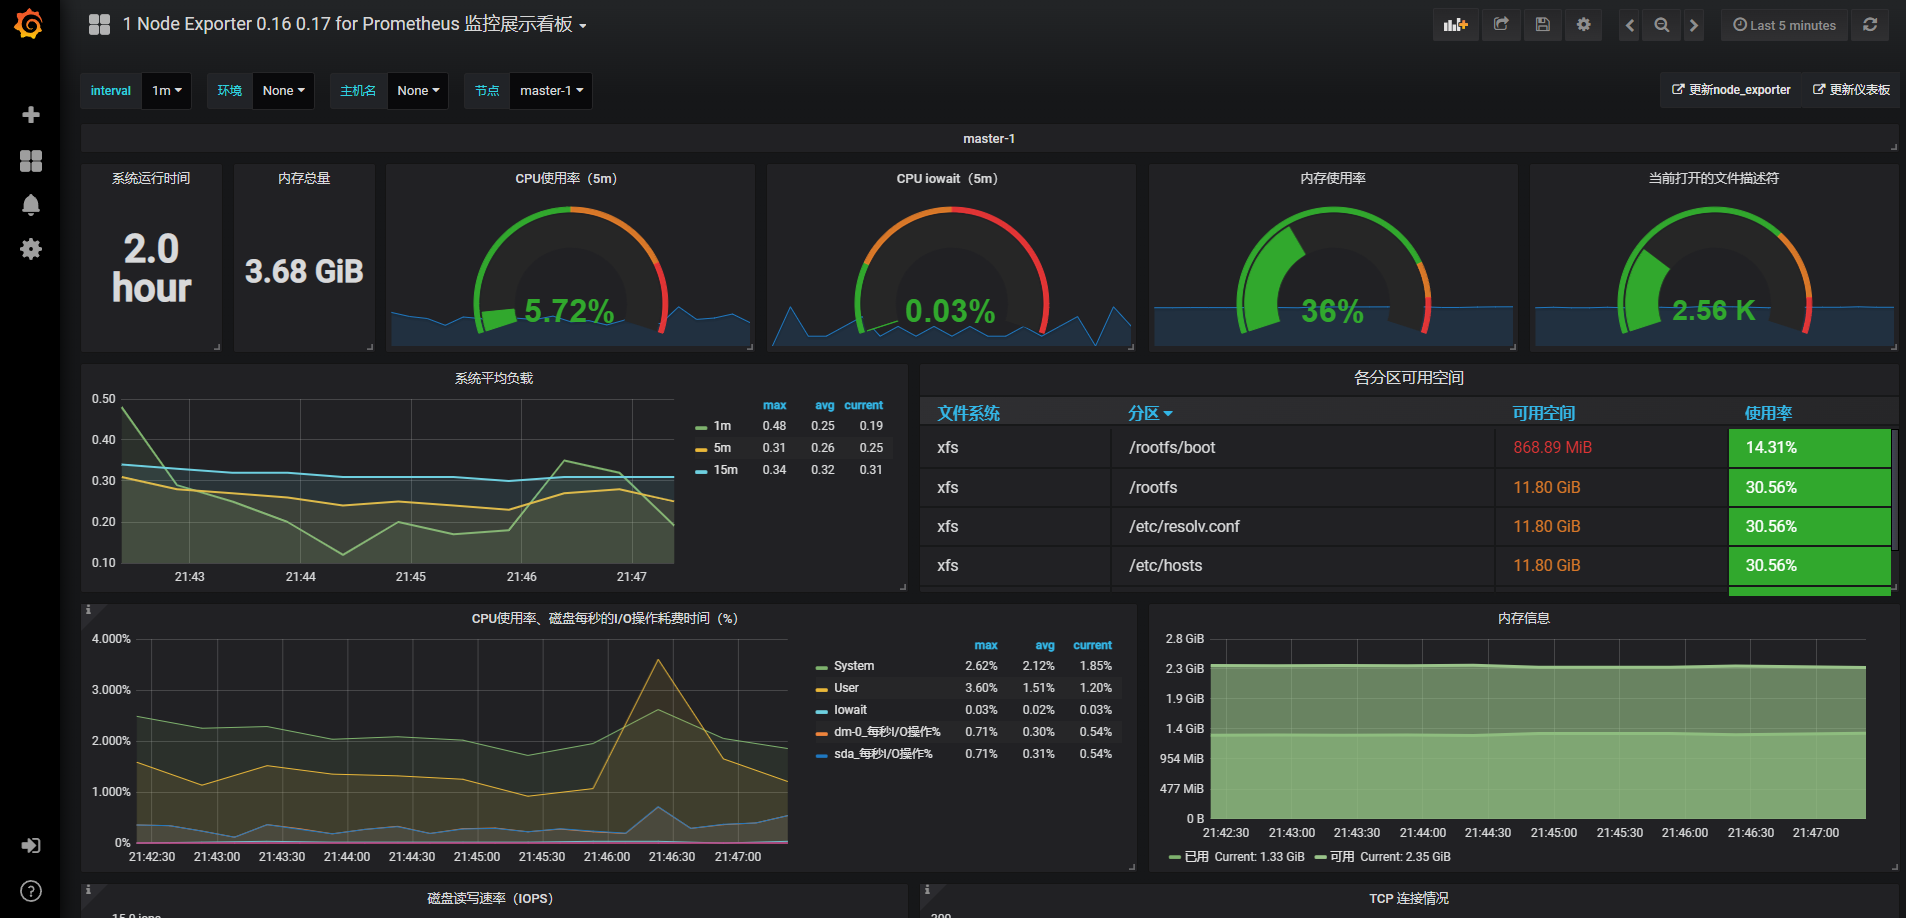 1 Node Exporter 0.16 0.17 for Prometheus 监控展示看板
Last 5 minutes
interval 1m 环境 None 主机名 None 节点 master-1 更新node_exporter 更新仪表板
master-1
系统运行时间
2.0
hour
内存总量
3.68 GiB
CPU使用率（5m）
5.72%
CPU iowait（5m）
0.03%
内存使用率
36%
当前打开的文件描述符
2.56 K
系统平均负载
0.50
0.40
0.30
0.20
0.10
21:43 21:44 21:45 21:46 21:47
max avg current
1m 0.48 0.25 0.19
5m 0.31 0.26 0.25
15m 0.34 0.32 0.31
各分区可用空间
文件系统 分区 可用空间 使用率
xfs /rootfs/boot 868.89 MiB 14.31%
xfs /rootfs 11.80 GiB 30.56%
xfs /etc/resolv.conf 11.80 GiB 30.56%
xfs /etc/hosts 11.80 GiB 30.56%
CPU使用率、磁盘每秒的I/O操作耗费时间（%）
4.000%
3.000%
2.000%
1.000%
0%
21:42:30 21:43:00 21:43:30 21:44:00 21:44:30 21:45:00 21:45:30 21:46:00 21:46:30 21:47:00
max avg current
System 2.62% 2.12% 1.85%
User 3.60% 1.51% 1.20%
Iowait 0.03% 0.02% 0.03%
dm-0_每秒I/O操作% 0.71% 0.30% 0.54%
sda_每秒I/O操作% 0.71% 0.31% 0.54%
内存信息
2.8 GiB
2.3 GiB
1.9 GiB
1.4 GiB
954 MiB
477 MiB
0 B
21:42:30 21:43:00 21:43:30 21:44:00 21:44:30 21:45:00 21:45:30 21:46:00 21:46:30 21:47:00
已用 Current: 1.33 GiB 可用 Current: 2.35 GiB
磁盘读写速率（IOPS）
15.0 iops
TCP 连接情况
200